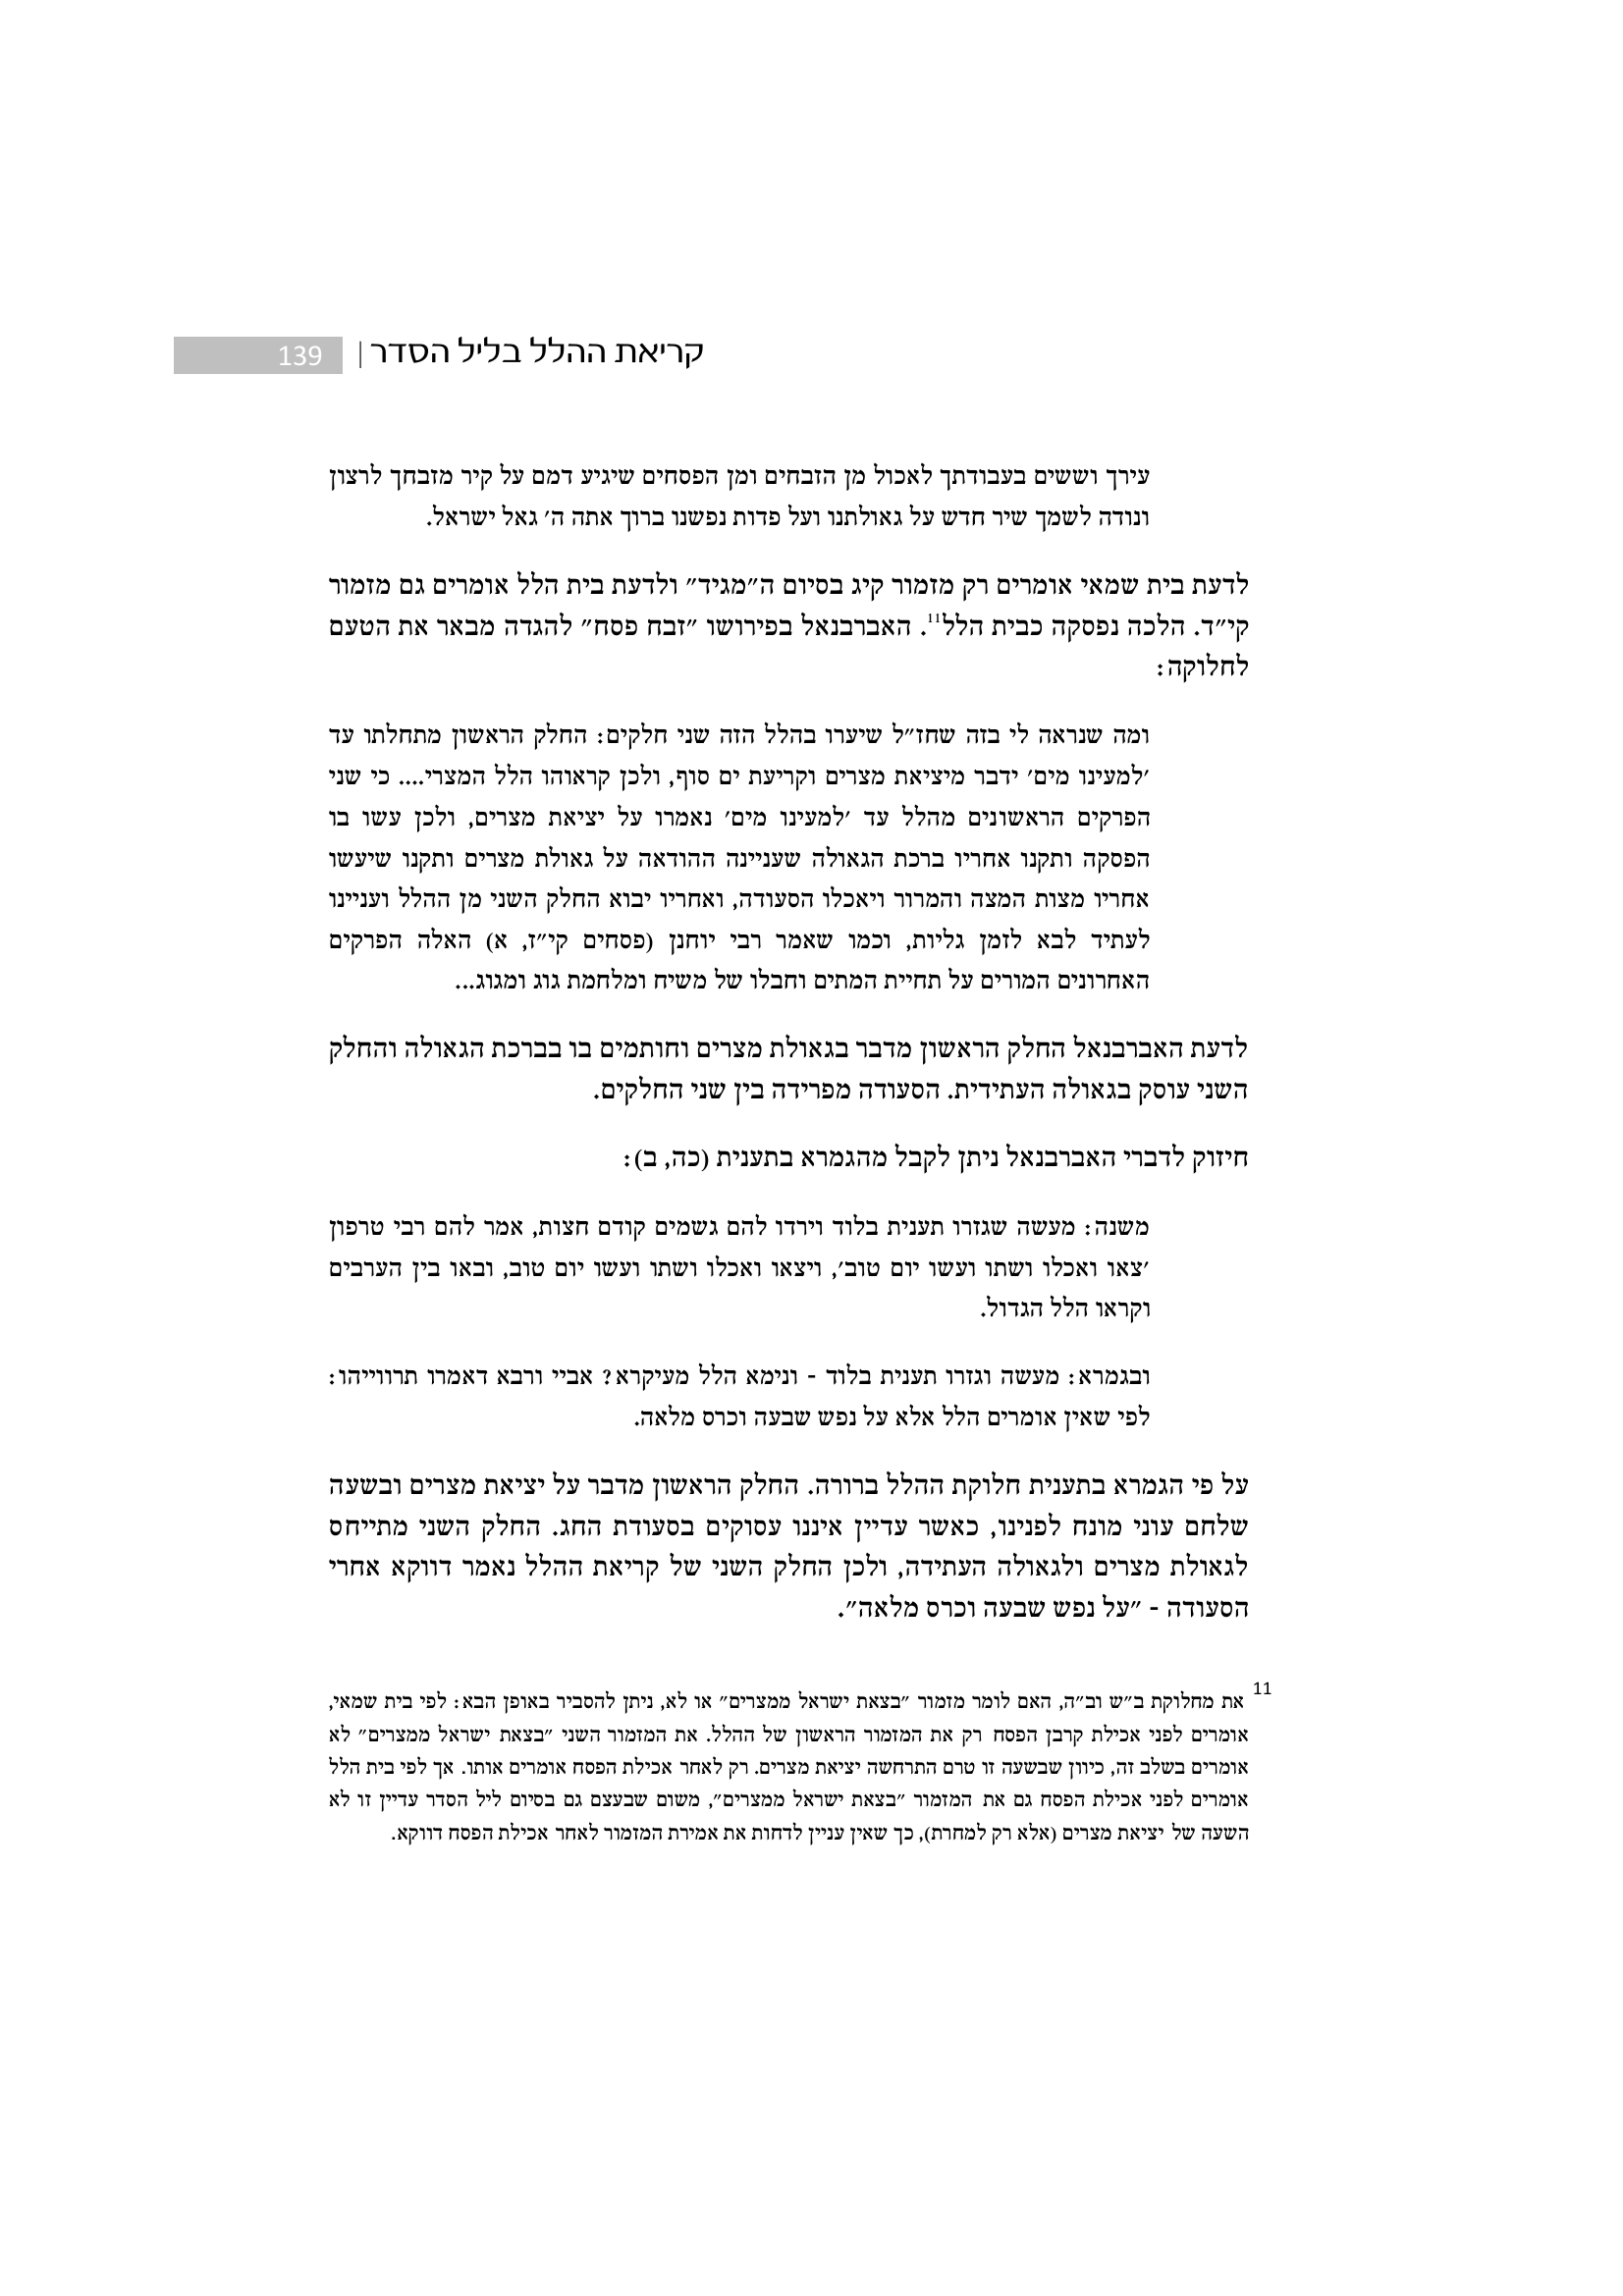 קריאת ההלל בליל הסדר | 139
עירך וששים בעבודתך לאכול מן הזבחים ומן הפסחים שיגיע דמם על קיר מזבחך לרצון
ונודה לשמך שיר חדש על גאולתנו ועל פדות נפשנו ברוך אתה ה׳ גאל ישראל.
לדעת בית שמאי אומרים רק מזמור קיג בסיום ה״מגיד״ ולדעת בית הלל אומרים גם מזמור
קי״ד. הלכה נפסקה כבית הלל11. האברבנאל בפירושו ״זבח פסח״ להגדה מבאר את הטעם
לחלוקה:
ומה שנראה לי בזה שחז״ל שיערו בהלל הזה שני חלקים: החלק הראשון מתחלתו עד
׳למעינו מים׳ ידבר מיציאת מצרים וקריעת ים סוף, ולכן קראוהו הלל המצרי.... כי שני
הפרקים הראשונים מהלל עד ׳למעינו מים׳ נאמרו על יציאת מצרים, ולכן עשו בו
הפסקה ותקנו אחריו ברכת הגאולה שעניינה ההודאה על גאולת מצרים ותקנו שיעשו
אחריו מצות המצה והמרור ויאכלו הסעודה, ואחריו יבוא החלק השני מן ההלל ועניינו
לעתיד לבא לזמן גליות, וכמו שאמר רבי יוחנן (פסחים קי״ז, א) האלה הפרקים
האחרונים המורים על תחיית המתים וחבלו של משיח ומלחמת גוג ומגוג...
לדעת האברבנאל החלק הראשון מדבר בגאולת מצרים וחותמים בו בברכת הגאולה והחלק
השני עוסק בגאולה העתידית. הסעודה מפרידה בין שני החלקים.
חיזוק לדברי האברבנאל ניתן לקבל מהגמרא בתענית (כה, ב):
משנה: מעשה שגזרו תענית בלוד וירדו להם גשמים קודם חצות, אמר להם רבי טרפון
׳צאו ואכלו ושתו ועשו יום טוב׳, ויצאו ואכלו ושתו ועשו יום טוב, ובאו בין הערבים
וקראו הלל הגדול.
ובגמרא: מעשה וגזרו תענית בלוד - ונימא הלל מעיקרא? אביי ורבא דאמרו תרווייהו:
לפי שאין אומרים הלל אלא על נפש שבעה וכרס מלאה.
על פי הגמרא בתענית חלוקת ההלל ברורה. החלק הראשון מדבר על יציאת מצרים ובשעה
שלחם עוני מונח לפנינו, כאשר עדיין איננו עסוקים בסעודת החג. החלק השני מתייחס
לגאולת מצרים ולגאולה העתידה, ולכן החלק השני של קריאת ההלל נאמר דווקא אחרי
הסעודה - ״על נפש שבעה וכרס מלאה״.
11 את מחלוקת ב״ש וב״ה, האם לומר מזמור ״בצאת ישראל ממצרים״ או לא, ניתן להסביר באופן הבא: לפי בית שמאי,
אומרים לפני אכילת קרבן הפסח רק את המזמור הראשון של ההלל. את המזמור השני ״בצאת ישראל ממצרים״ לא
אומרים בשלב זה, כיוון שבשעה זו טרם התרחשה יציאת מצרים. רק לאחר אכילת הפסח אומרים אותו. אך לפי בית הלל
אומרים לפני אכילת הפסח גם את המזמור ״בצאת ישראל ממצרים״, משום שבעצם גם בסיום ליל הסדר עדיין זו לא
השעה של יציאת מצרים (אלא רק למחרת), כך שאין עניין לדחות את אמירת המזמור לאחר אכילת הפסח דווקא.